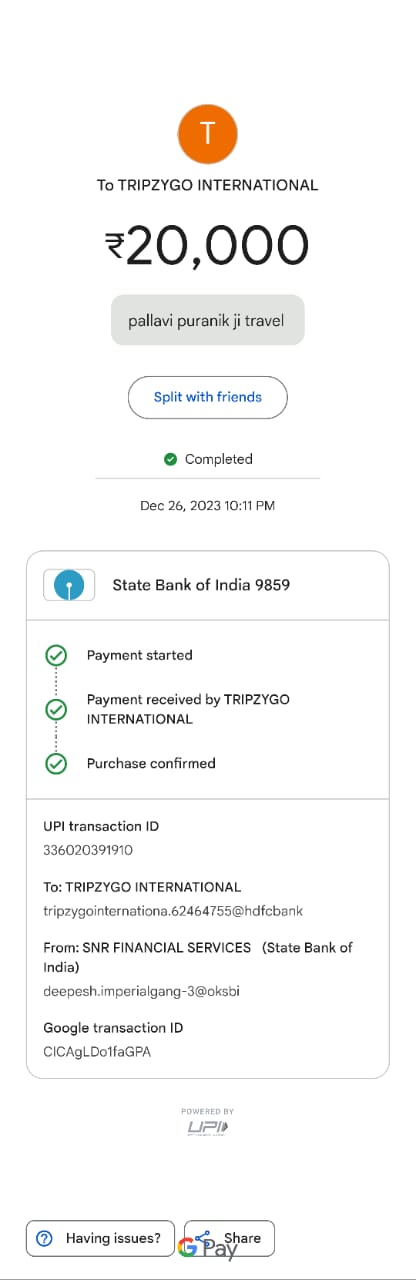 T
To TRIPZYGO INTERNATIONAL
₹20,000
pallavi puranik ji travel
Split with friends
Completed
Dec 26, 2023 10:11 PM
State Bank of India 9859
Payment started
Payment received by TRIPZYGO
INTERNATIONAL
Purchase confirmed
UPI transaction ID
336020391910
To: TRIPZYGO INTERNATIONAL
tripzygointernationa.62464755@hdfcbank
From: SNR FINANCIAL SERVICES (State Bank of
India)
deepesh.imperialgang-3@oksbi
Google transaction ID
CICAgLDo1faGPA
POWERED BY
UPI
Having issues?
Share
G Pay